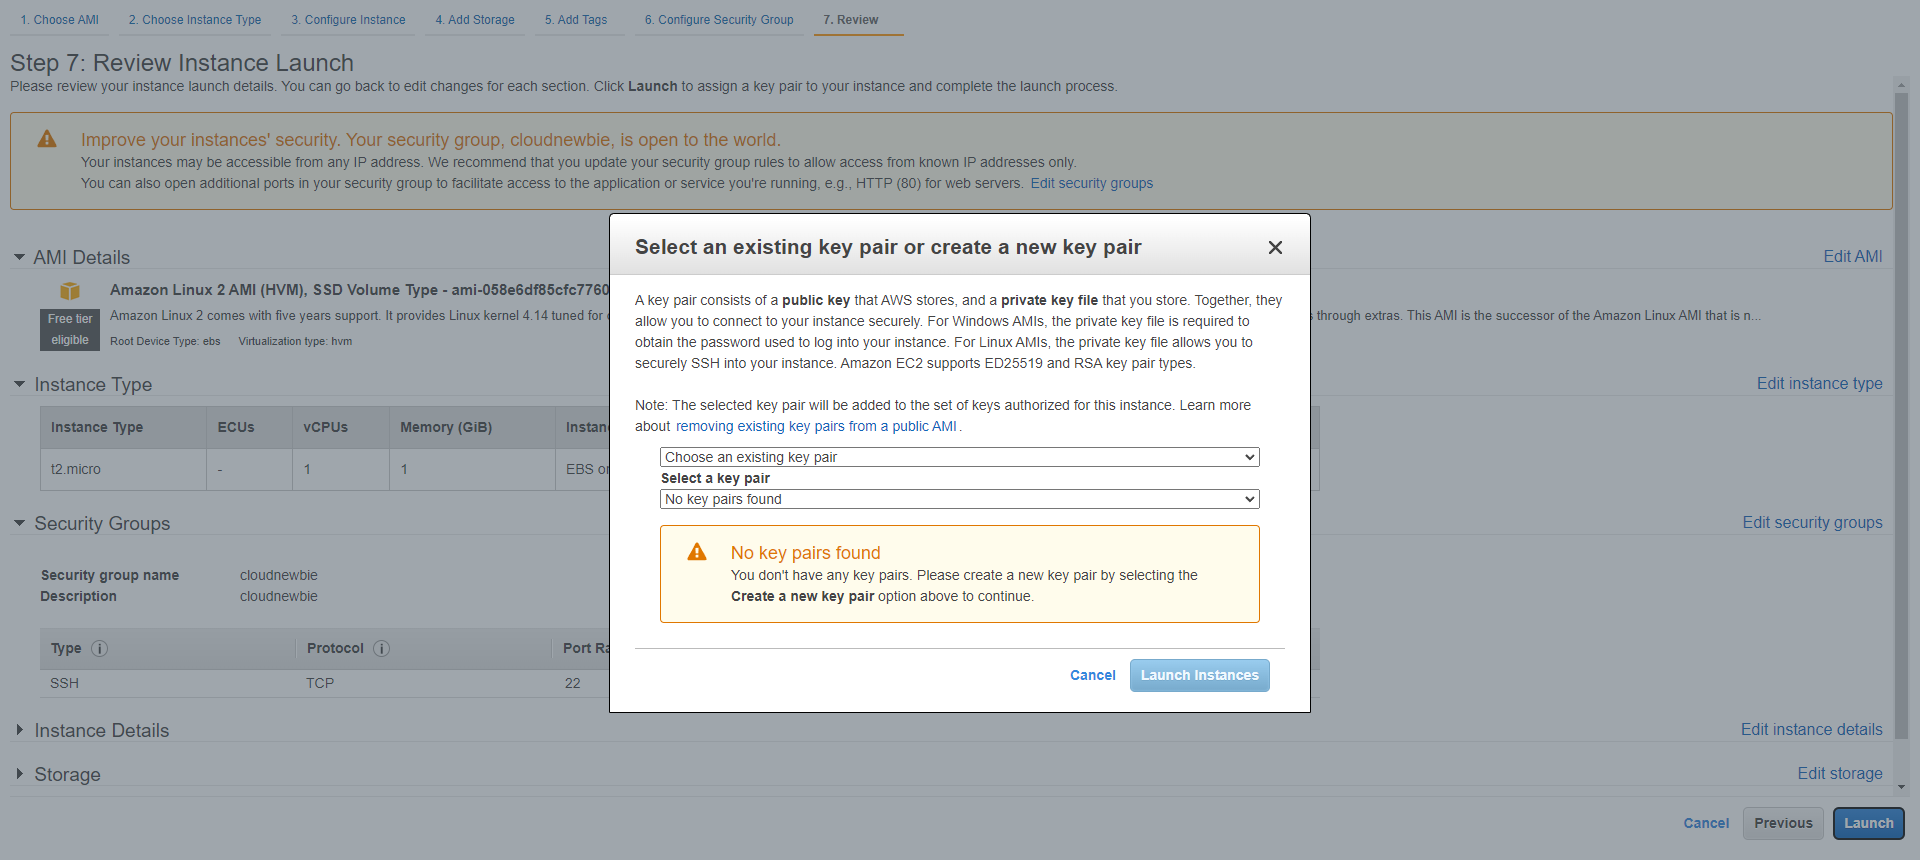 1. Choose AMI 2. Choose Instance Type 3. Configure Instance 4. Add Storage 5. Add Tags 6. Configure Security Group 7. Review
Step 7: Review Instance Launch
Please review your instance launch details. You can go back to edit changes for each section. Click Launch to assign a key pair to your instance and complete the launch process.
Improve your instances' security. Your security group, cloudnewbie, is open to the world.
Your instances may be accessible from any IP address. We recommend that you update your security group rules to allow access from known IP addresses only.
You can also open additional ports in your security group to facilitate access to the application or service you're running, e.g., HTTP (80) for web servers. Edit security groups
AMI Details
Edit AMI
Amazon Linux 2 AMI (HVM), SSD Volume Type - ami-058e6df85cfc7760
Free tier
eligible
Amazon Linux 2 comes with five years support. It provides Linux kernel 4.14 tuned for
through extras. This AMI is the successor of the Amazon Linux AMI that is n...
Root Device Type: ebs Virtualization type: hvm
Instance Type
Edit instance type
Instance Type ECUs vCPUs Memory (GiB)
t2.micro - 1 1 EBS
Security Groups
Edit security groups
Security group name cloudnewbie
Description cloudnewbie
Type Protocol Port
SSH TCP 22
Instance Details
Edit instance details
Storage
Edit storage
Cancel Previous Launch
Select an existing key pair or create a new key pair
A key pair consists of a public key that AWS stores, and a private key file that you store. Together, they
allow you to connect to your instance securely. For Windows AMIs, the private key file is required to
obtain the password used to log into your instance. For Linux AMIs, the private key file allows you to
securely SSH into your instance. Amazon EC2 supports ED25519 and RSA key pair types.
Note: The selected key pair will be added to the set of keys authorized for this instance. Learn more
about removing existing key pairs from a public AMI.
Choose an existing key pair
Select a key pair
No key pairs found
No key pairs found
You don't have any key pairs. Please create a new key pair by selecting the
Create a new key pair option above to continue.
Cancel Launch Instances